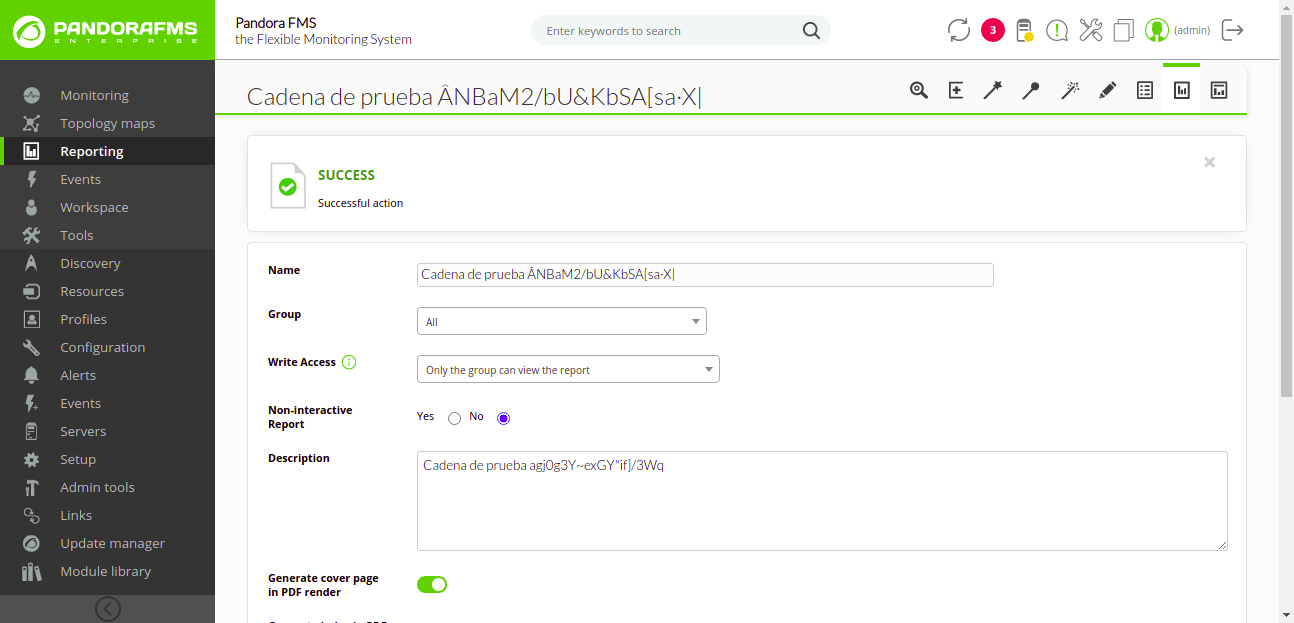 PANDORAFMS
ENTERPRISE
Pandora FMS
the Flexible Monitoring System
Enter keywords to search
3
(admin)
Monitoring
Topology maps
Reporting
Events
Workspace
Tools
Discovery
Resources
Profiles
Configuration
Alerts
Events
Servers
Setup
Admin tools
Links
Update manager
Module library
Cadena de prueba ÂNBaM2/bU&KbSA[sa·X|
SUCCESS
Successful action
Name
Cadena de prueba ÂNBaM2/bU&KbSA[sa·X|
Group
All
Write Access
Only the group can view the report
Non-interactive
Report
Yes
No
Description
Cadena de prueba agj0g3Y~exGY"if]/3Wq
Generate cover page
in PDF render